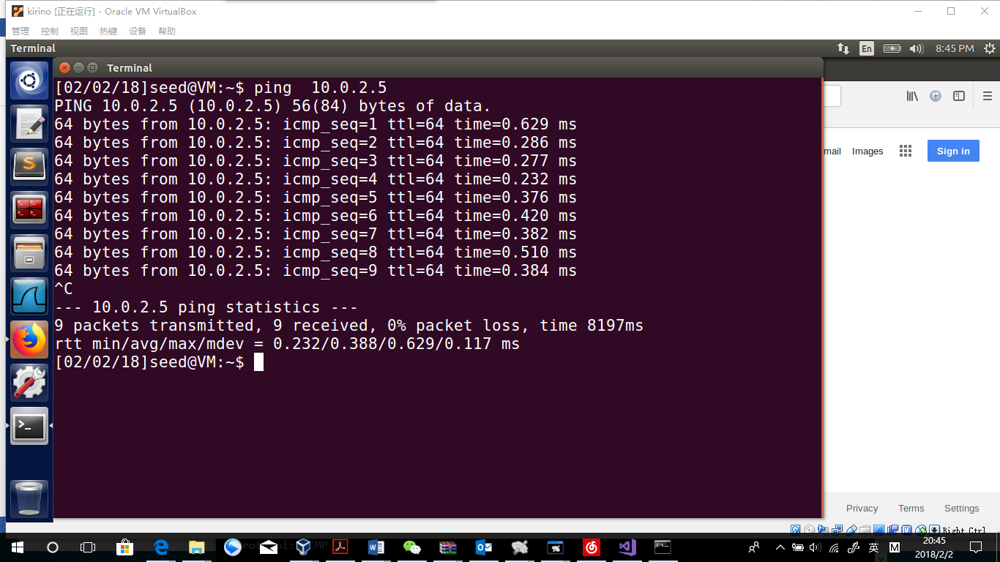 kirino [正在运行] - Oracle VM VirtualBox
管理 控制 视图 热键 设备 帮助
Terminal En 8:45 PM
Terminal
[02/02/18]seed@VM:~$ ping  10.0.2.5
PING 10.0.2.5 (10.0.2.5) 56(84) bytes of data.
64 bytes from 10.0.2.5: icmp_seq=1 ttl=64 time=0.629 ms
64 bytes from 10.0.2.5: icmp_seq=2 ttl=64 time=0.286 ms
64 bytes from 10.0.2.5: icmp_seq=3 ttl=64 time=0.277 ms
64 bytes from 10.0.2.5: icmp_seq=4 ttl=64 time=0.232 ms
64 bytes from 10.0.2.5: icmp_seq=5 ttl=64 time=0.376 ms
64 bytes from 10.0.2.5: icmp_seq=6 ttl=64 time=0.420 ms
64 bytes from 10.0.2.5: icmp_seq=7 ttl=64 time=0.382 ms
64 bytes from 10.0.2.5: icmp_seq=8 ttl=64 time=0.510 ms
64 bytes from 10.0.2.5: icmp_seq=9 ttl=64 time=0.384 ms
^C
--- 10.0.2.5 ping statistics ---
9 packets transmitted, 9 received, 0% packet loss, time 8197ms
rtt min/avg/max/mdev = 0.232/0.388/0.629/0.117 ms
[02/02/18]seed@VM:~$
mail Images Sign in
Privacy Terms Settings
Right Ctrl
英 M 20:45
2018/2/2